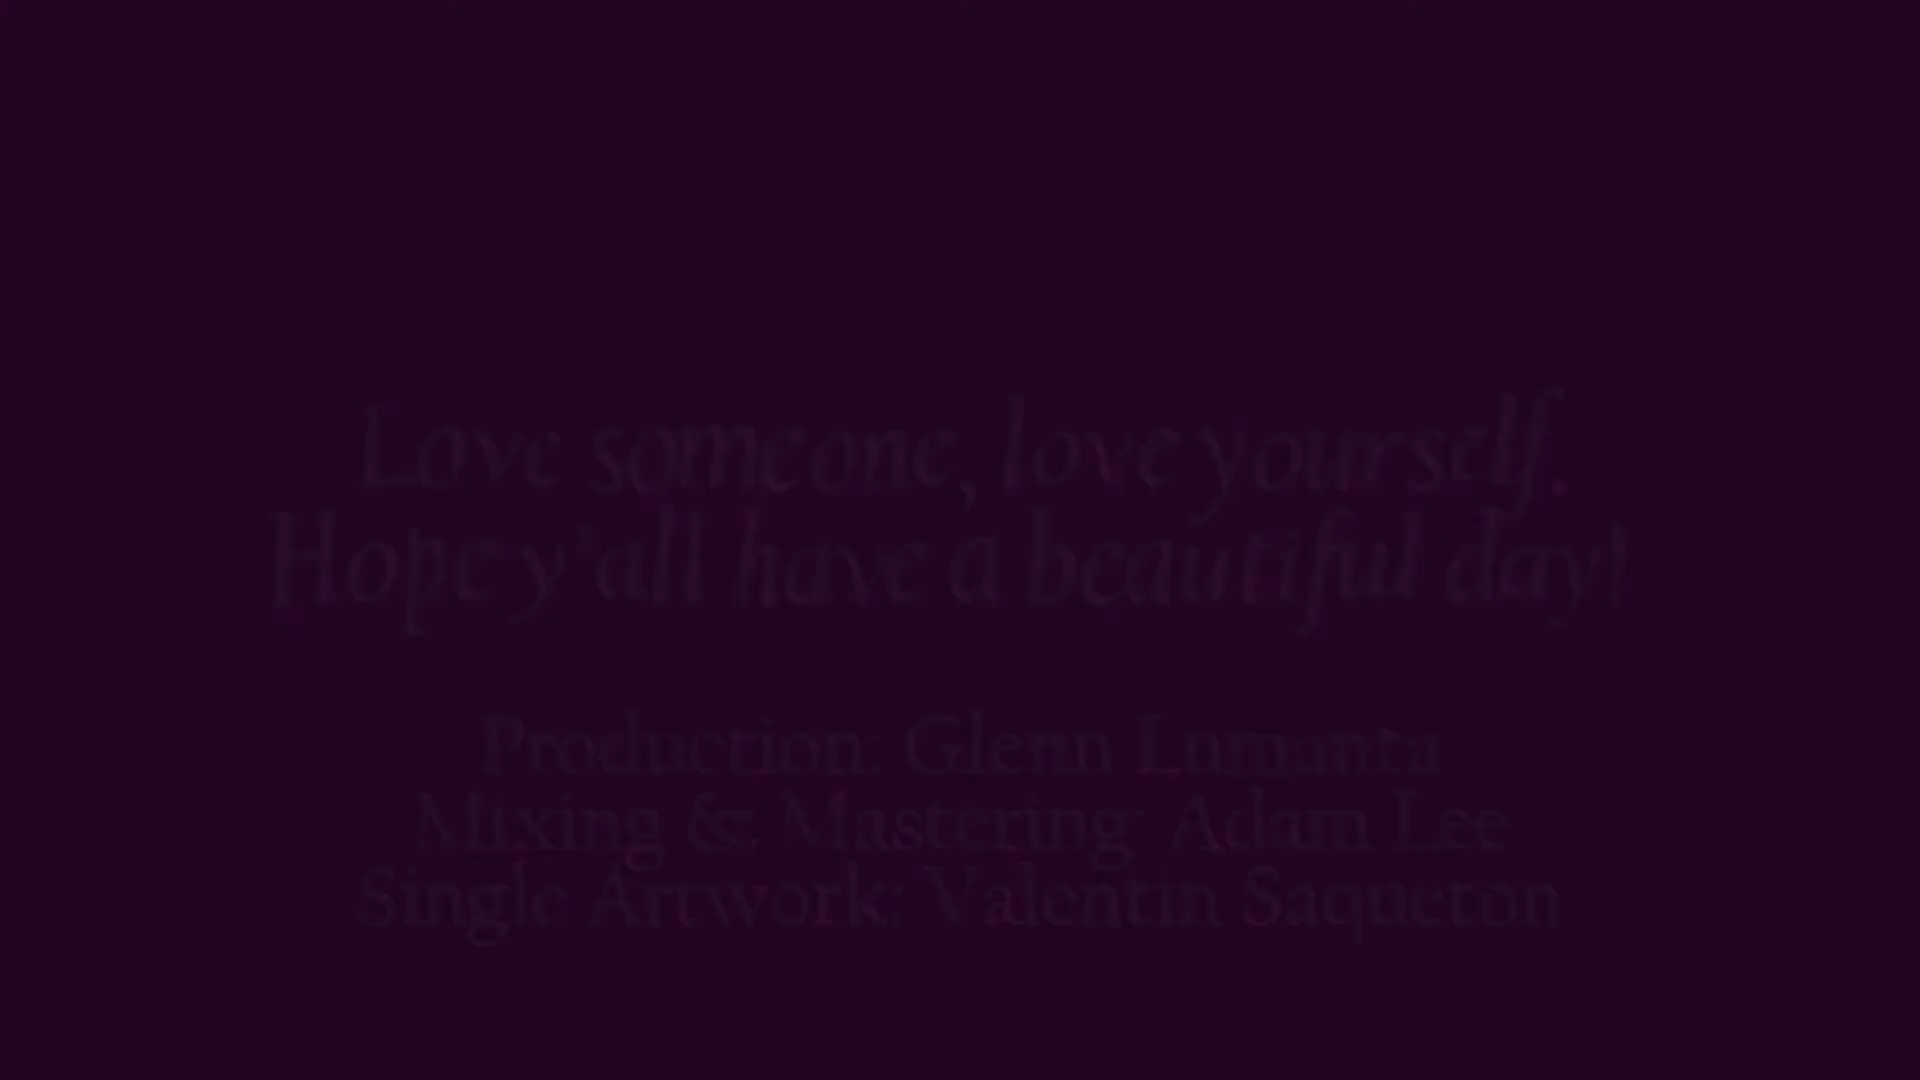 Love someone, love yourself.
Hope y'all have a beautiful day!
Production: Glenn Lumanta
Mixing & Mastering: Adam Lee
Single Artwork: Valentin Saqueton